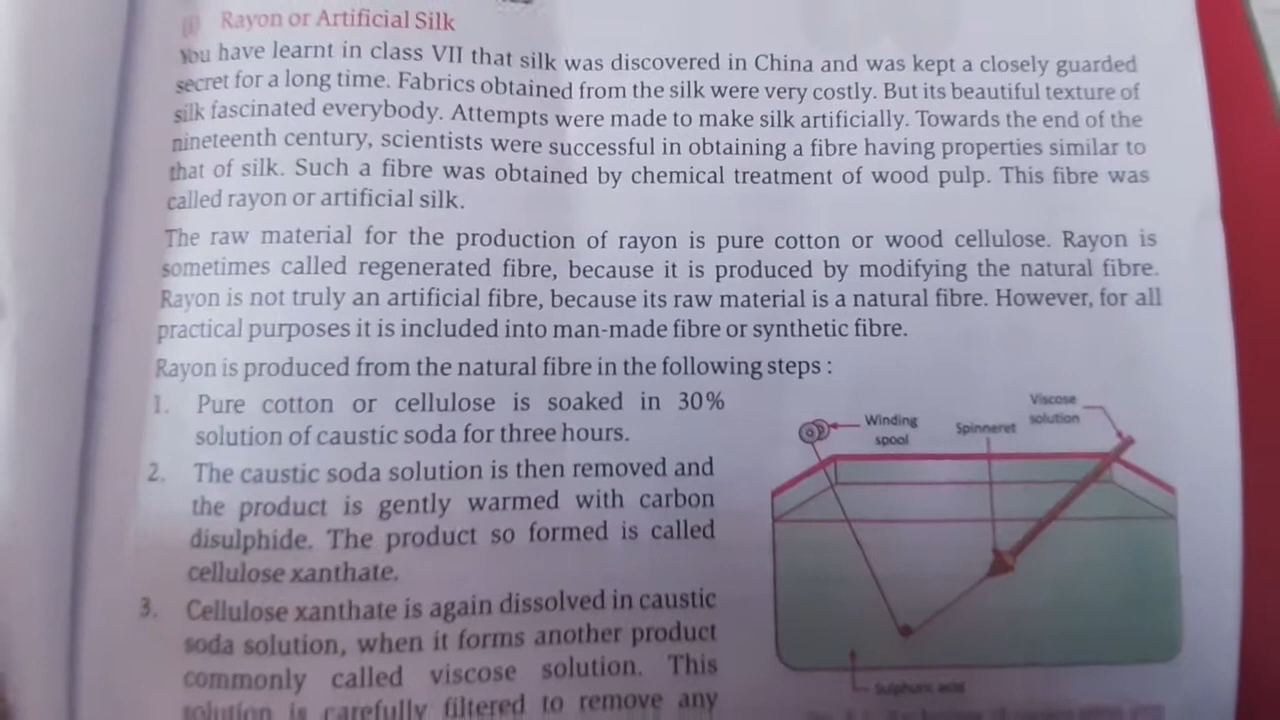 (i) Rayon or Artificial Silk
You have learnt in class VII that silk was discovered in China and was kept a closely guarded
secret for a long time. Fabrics obtained from the silk were very costly. But its beautiful texture of
silk fascinated everybody. Attempts were made to make silk artificially. Towards the end of the
nineteenth century, scientists were successful in obtaining a fibre having properties similar to
that of silk. Such a fibre was obtained by chemical treatment of wood pulp. This fibre was
called rayon or artificial silk.
The raw material for the production of rayon is pure cotton or wood cellulose. Rayon is
sometimes called regenerated fibre, because it is produced by modifying the natural fibre.
Rayon is not truly an artificial fibre, because its raw material is a natural fibre. However, for all
practical purposes it is included into man-made fibre or synthetic fibre.
Rayon is produced from the natural fibre in the following steps :
1. Pure cotton or cellulose is soaked in 30%
solution of caustic soda for three hours.
2. The caustic soda solution is then removed and
the product is gently warmed with carbon
disulphide. The product so formed is called
cellulose xanthate.
3. Cellulose xanthate is again dissolved in caustic
soda solution, when it forms another product
commonly called viscose solution. This
solution is carefully filtered to remove any
Winding
spool
Spinneret
Viscose
solution
Sulphuric acid